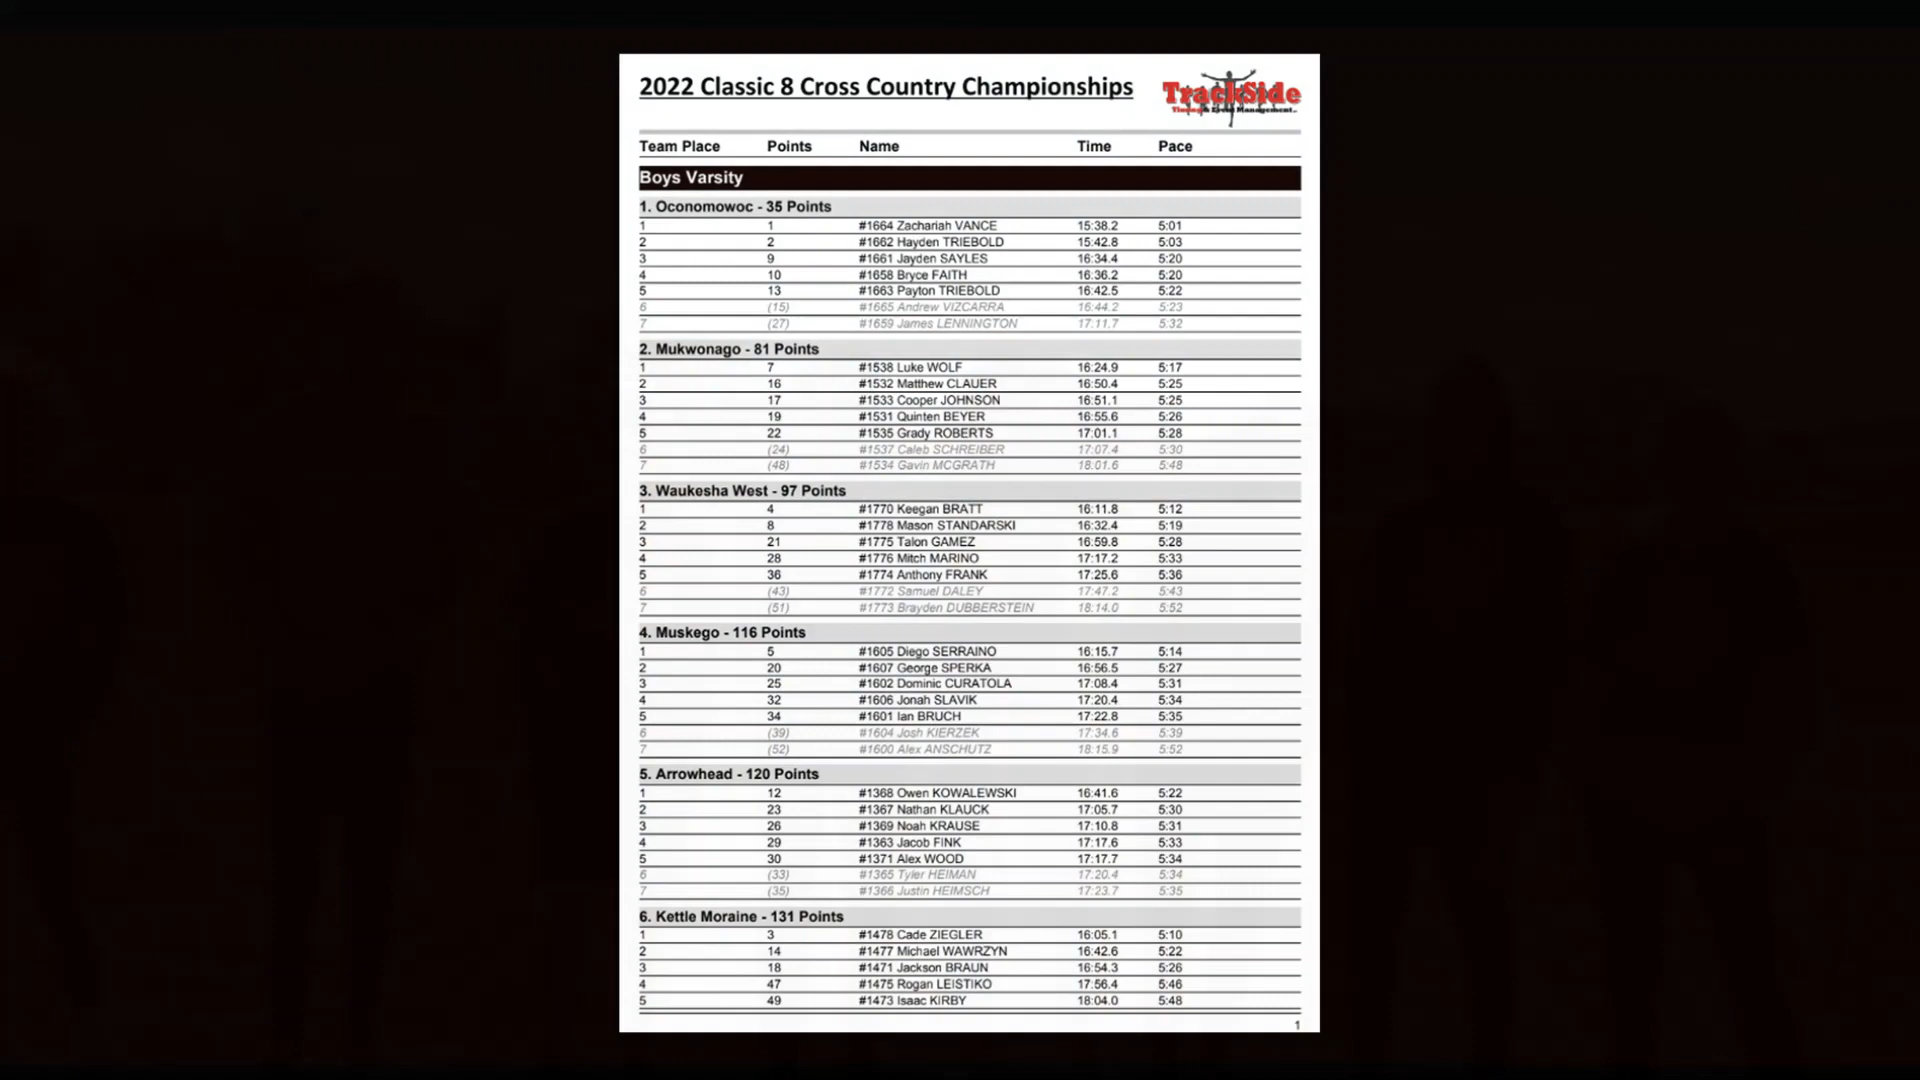 2022 Classic 8 Cross Country Championships
TrackSide
Timing & Event Management
Team Place Points Name Time Pace
Boys Varsity
1. Oconomowoc - 35 Points
1 1 #1664 Zachariah VANCE 15:38.2 5:01
2 2 #1662 Hayden TRIEBOLD 15:42.8 5:03
3 9 #1661 Jayden SAYLES 16:34.4 5:20
4 10 #1658 Bryce FAITH 16:36.2 5:20
5 13 #1663 Payton TRIEBOLD 16:42.5 5:22
6 (15) #1665 Andrew VIZCARRA 16:44.2 5:23
7 (27) #1659 James LENNINGTON 17:11.7 5:32
2. Mukwonago - 81 Points
1 7 #1538 Luke WOLF 16:24.9 5:17
2 16 #1532 Matthew CLAUER 16:50.4 5:25
3 17 #1533 Cooper JOHNSON 16:51.1 5:25
4 19 #1531 Quinten BEYER 16:55.6 5:26
5 22 #1535 Grady ROBERTS 17:01.1 5:28
6 (24) #1537 Caleb SCHREIBER 17:07.4 5:30
7 (48) #1534 Gavin MCGRATH 18:01.6 5:48
3. Waukesha West - 97 Points
1 4 #1770 Keegan BRATT 16:11.8 5:12
2 8 #1778 Mason STANDARSKI 16:32.4 5:19
3 21 #1775 Talon GAMEZ 16:59.8 5:28
4 28 #1776 Mitch MARINO 17:17.2 5:33
5 36 #1774 Anthony FRANK 17:25.6 5:36
6 (43) #1772 Samuel DALEY 17:47.2 5:43
7 (51) #1773 Brayden DUBBERSTEIN 18:14.0 5:52
4. Muskego - 116 Points
1 5 #1605 Diego SERRAINO 16:15.7 5:14
2 20 #1607 George SPERKA 16:56.5 5:27
3 25 #1602 Dominic CURATOLA 17:08.4 5:31
4 32 #1606 Jonah SLAVIK 17:20.4 5:34
5 34 #1601 Ian BRUCH 17:22.8 5:35
6 (39) #1604 Josh KIERZEK 17:34.6 5:39
7 (52) #1600 Alex ANSCHUTZ 18:15.9 5:52
5. Arrowhead - 120 Points
1 12 #1368 Owen KOWALEWSKI 16:41.6 5:22
2 23 #1367 Nathan KLAUCK 17:05.7 5:30
3 26 #1369 Noah KRAUSE 17:10.8 5:31
4 29 #1363 Jacob FINK 17:17.6 5:33
5 30 #1371 Alex WOOD 17:17.7 5:34
6 (33) #1365 Tyler HEIMAN 17:20.4 5:34
7 (35) #1366 Justin HEIMSCH 17:23.7 5:35
6. Kettle Moraine - 131 Points
1 3 #1478 Cade ZIEGLER 16:05.1 5:10
2 14 #1477 Michael WAWRZYN 16:42.6 5:22
3 18 #1471 Jackson BRAUN 16:54.3 5:26
4 47 #1475 Rogan LEISTIKO 17:56.4 5:46
5 49 #1473 Isaac KIRBY 18:04.0 5:48
1